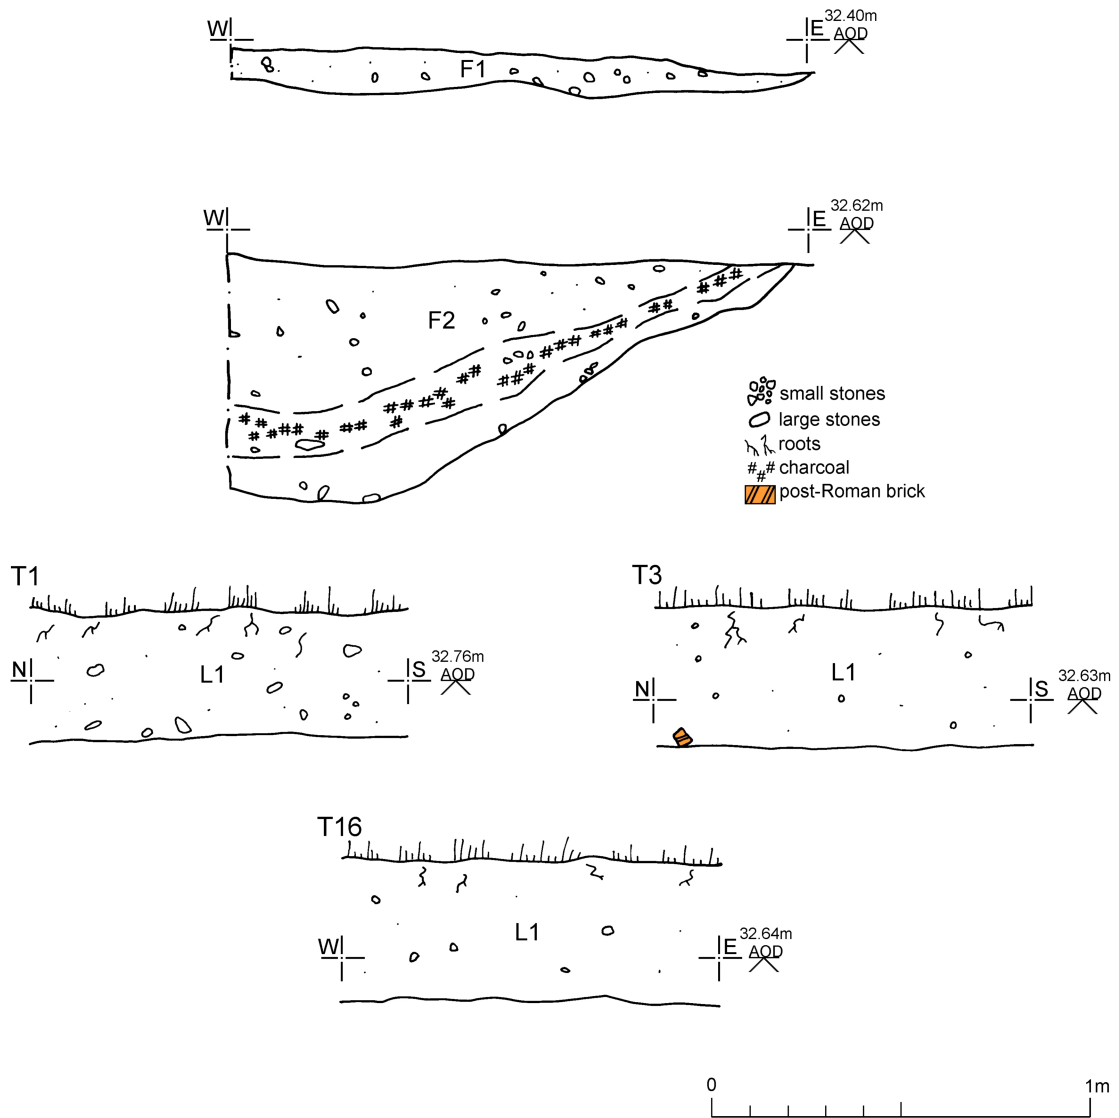 W
E
32.40m
AOD
F1
W
E
32.62m
AOD
F2
small stones
large stones
roots
charcoal
post-Roman brick
T1
N
L1
S
32.76m
AOD
T3
N
L1
S
32.63m
AOD
T16
W
L1
E
32.64m
AOD
0
1m